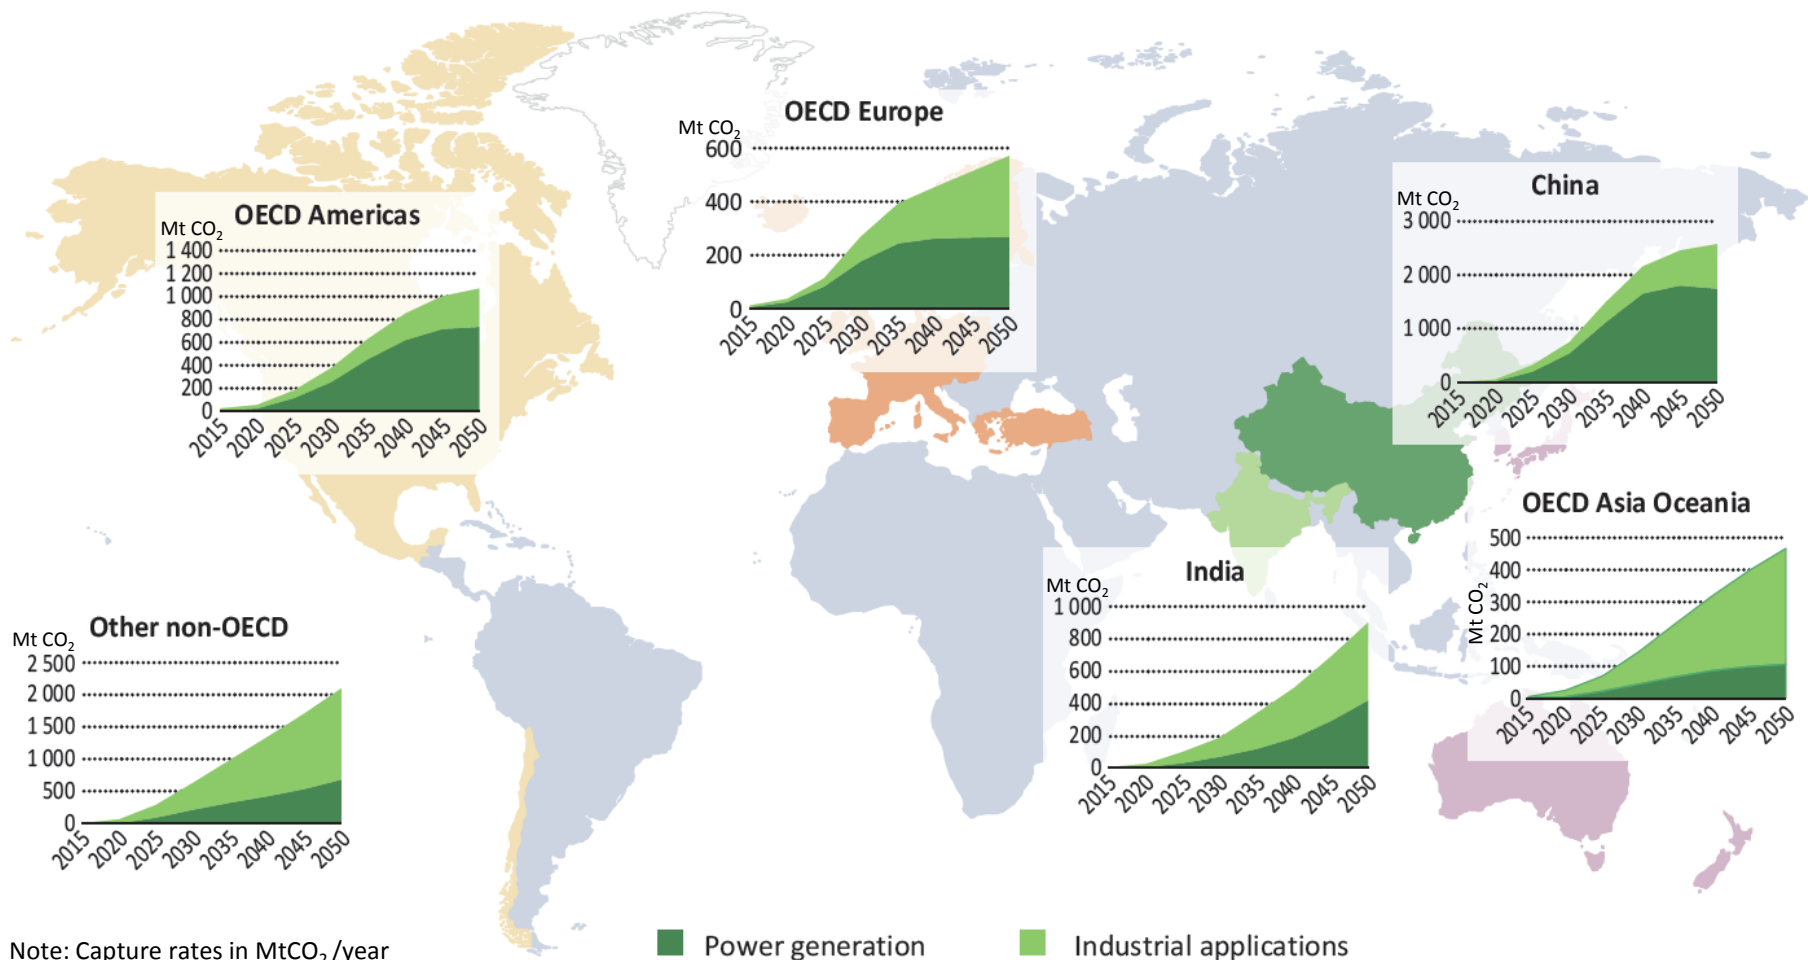 OECD Europe
Mt CO₂
600
400
200
0
2015 2020 2025 2030 2035 2040 2045 2050
China
Mt CO₂
3 000
2 000
1 000
0
2015 2020 2025 2030 2035 2040 2045 2050
OECD Americas
Mt CO₂
1 400
1 200
1 000
800
600
400
200
0
2015 2020 2025 2030 2035 2040 2045 2050
OECD Asia Oceania
Mt CO₂
500
400
300
200
100
0
2015 2020 2025 2030 2035 2040 2045 2050
India
Mt CO₂
1 000
800
600
400
200
0
2015 2020 2025 2030 2035 2040 2045 2050
Other non-OECD
Mt CO₂
2 500
2 000
1 500
1 000
500
0
2015 2020 2025 2030 2035 2040 2045 2050
Note: Capture rates in MtCO₂/year
Power generation
Industrial applications